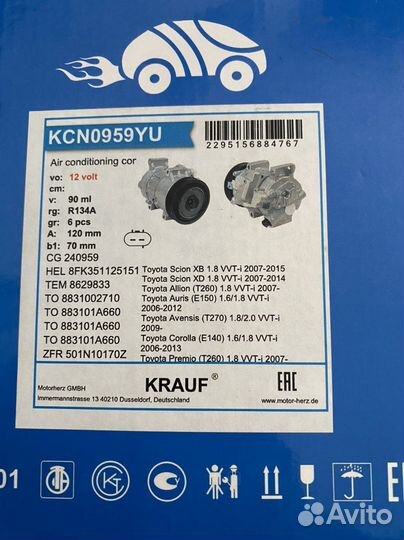 KCN0959YU
2295156884767
Air conditioning cor
vo: 12 volt
cm:
v: 90 ml
rg: R134A
gr: 6 pcs
A: 120 mm
b1: 70 mm
CG 240959
HEL 8FK351125151
TEM 8629833
TO 8831002710
TO 883101A660
TO 883101A660
TO 883101A660
ZFR 501N10170Z
Toyota Scion XB 1.8 VVT-i 2007-2015
Toyota Scion XD 1.8 VVT-i 2007-2014
Toyota Allion (T260) 1.8 VVT-i 2007-
Toyota Auris (E150) 1.6/1.8 VVT-i
2006-2012
Toyota Avensis (T270) 1.8/2.0 VVT-i
2009-
Toyota Corolla (E140) 1.6/1.8 VVT-i
2006-2013
Toyota Premio (T260) 1.8 VVT-i 2007-
Motorherz GMBH
Immermannstrasse 13 40210 Dusseldorf, Deutschland
KRAUF®
EAC
www.motor-herz.de
01
Avito